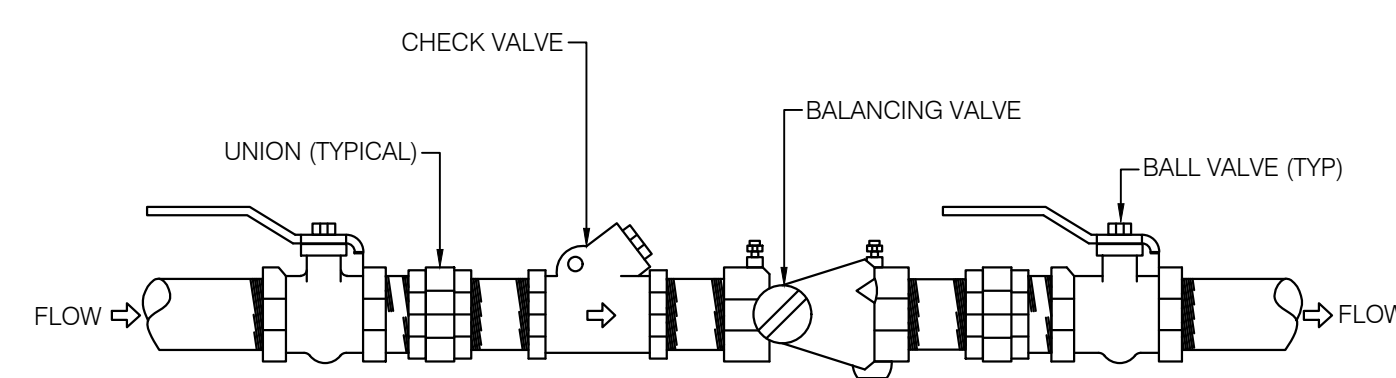 CHECK VALVE
BALANCING VALVE
UNION (TYPICAL)
BALL VALVE (TYP)
FLOW
FLOW